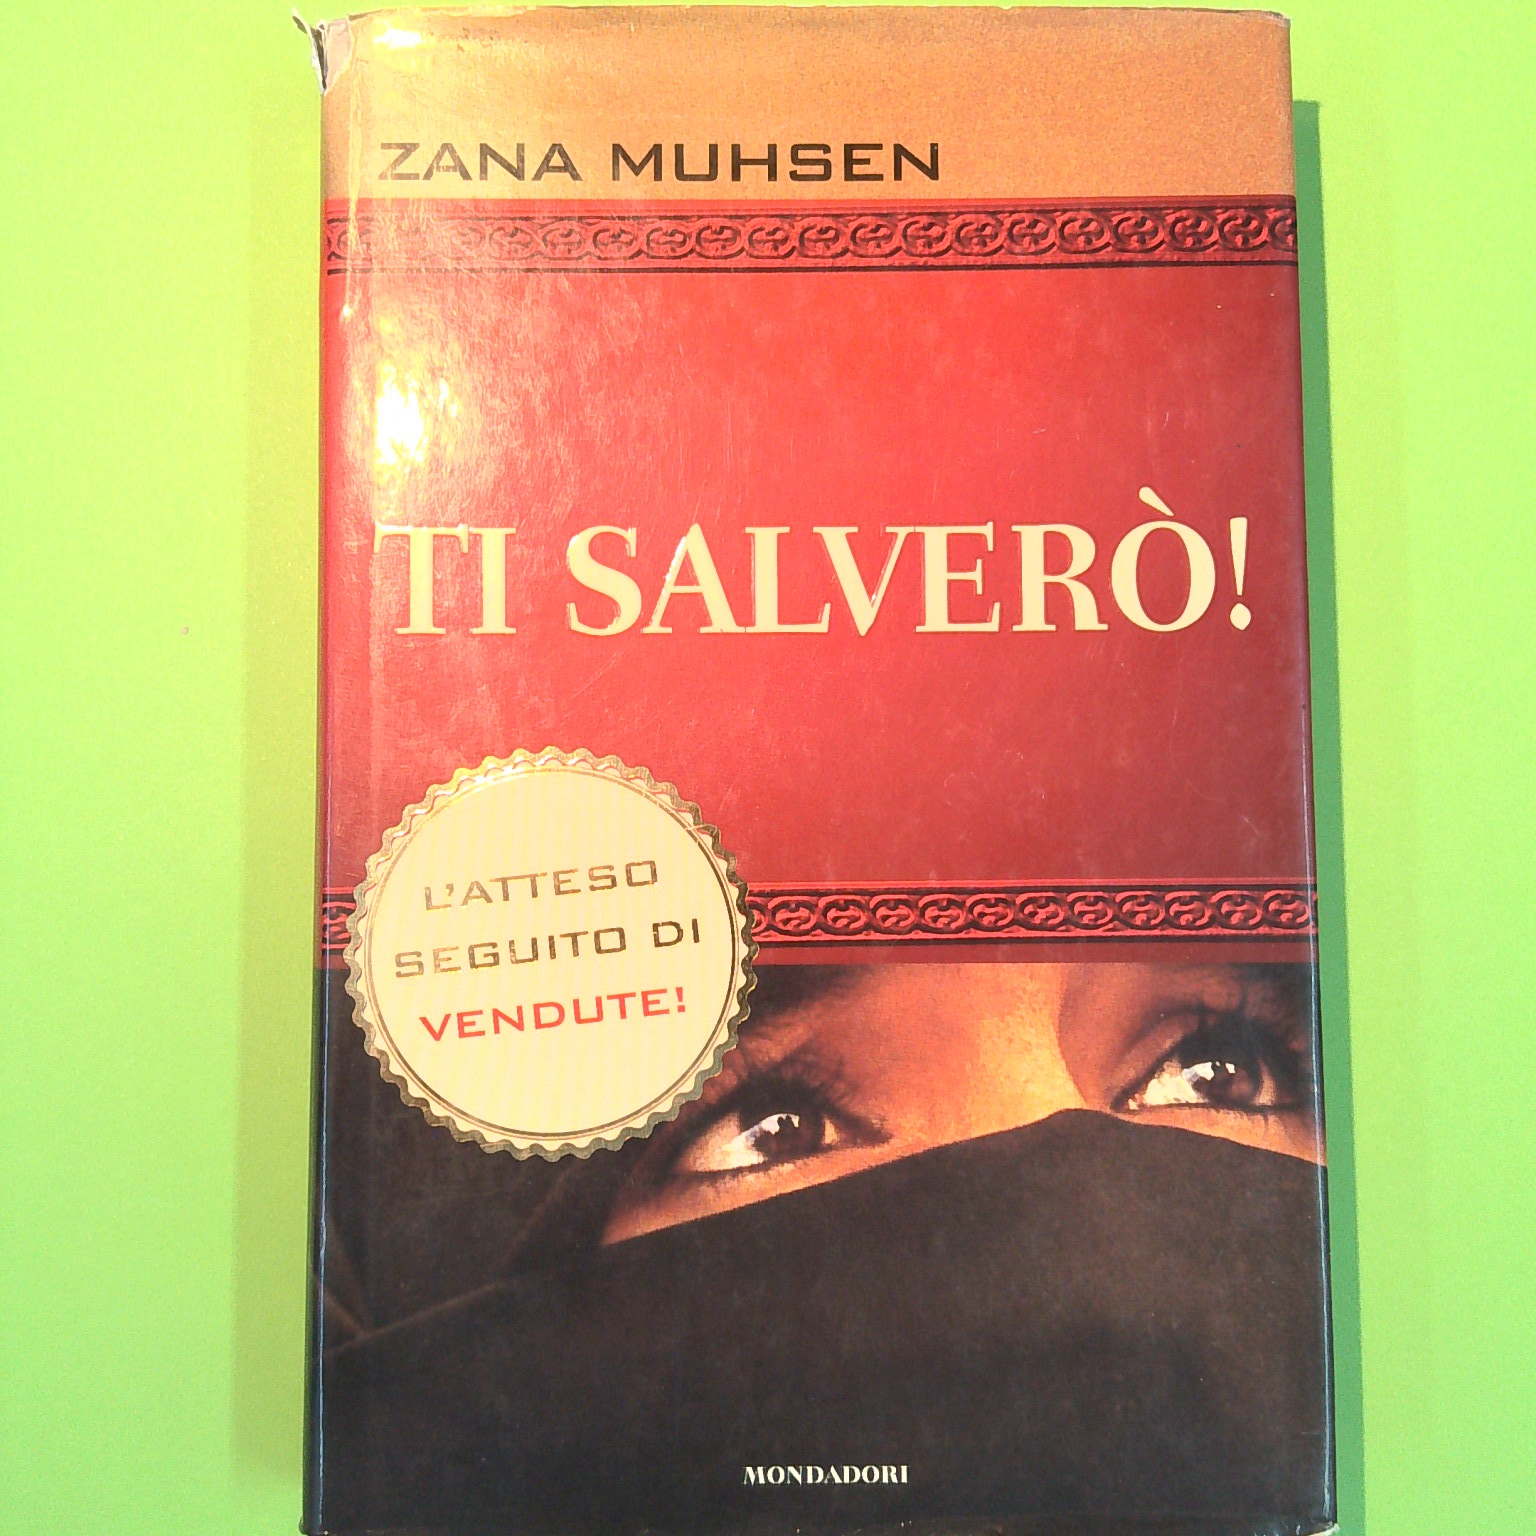 ZANA MUHSEN
TI SALVERÒ!
L'ATTESO
SEGUITO DI
VENDUTE!
MONDADORI